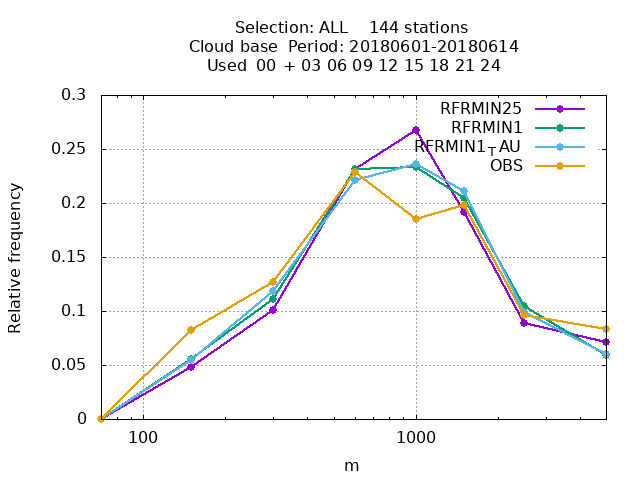 Selection: ALL    144 stations
Cloud base  Period: 20180601-20180614
Used  00 + 03 06 09 12 15 18 21 24
RFRMIN25
RFRMIN1
RFRMIN1_TAU
OBS
Relative frequency
0.3
0.25
0.2
0.15
0.1
0.05
0
100
1000
m